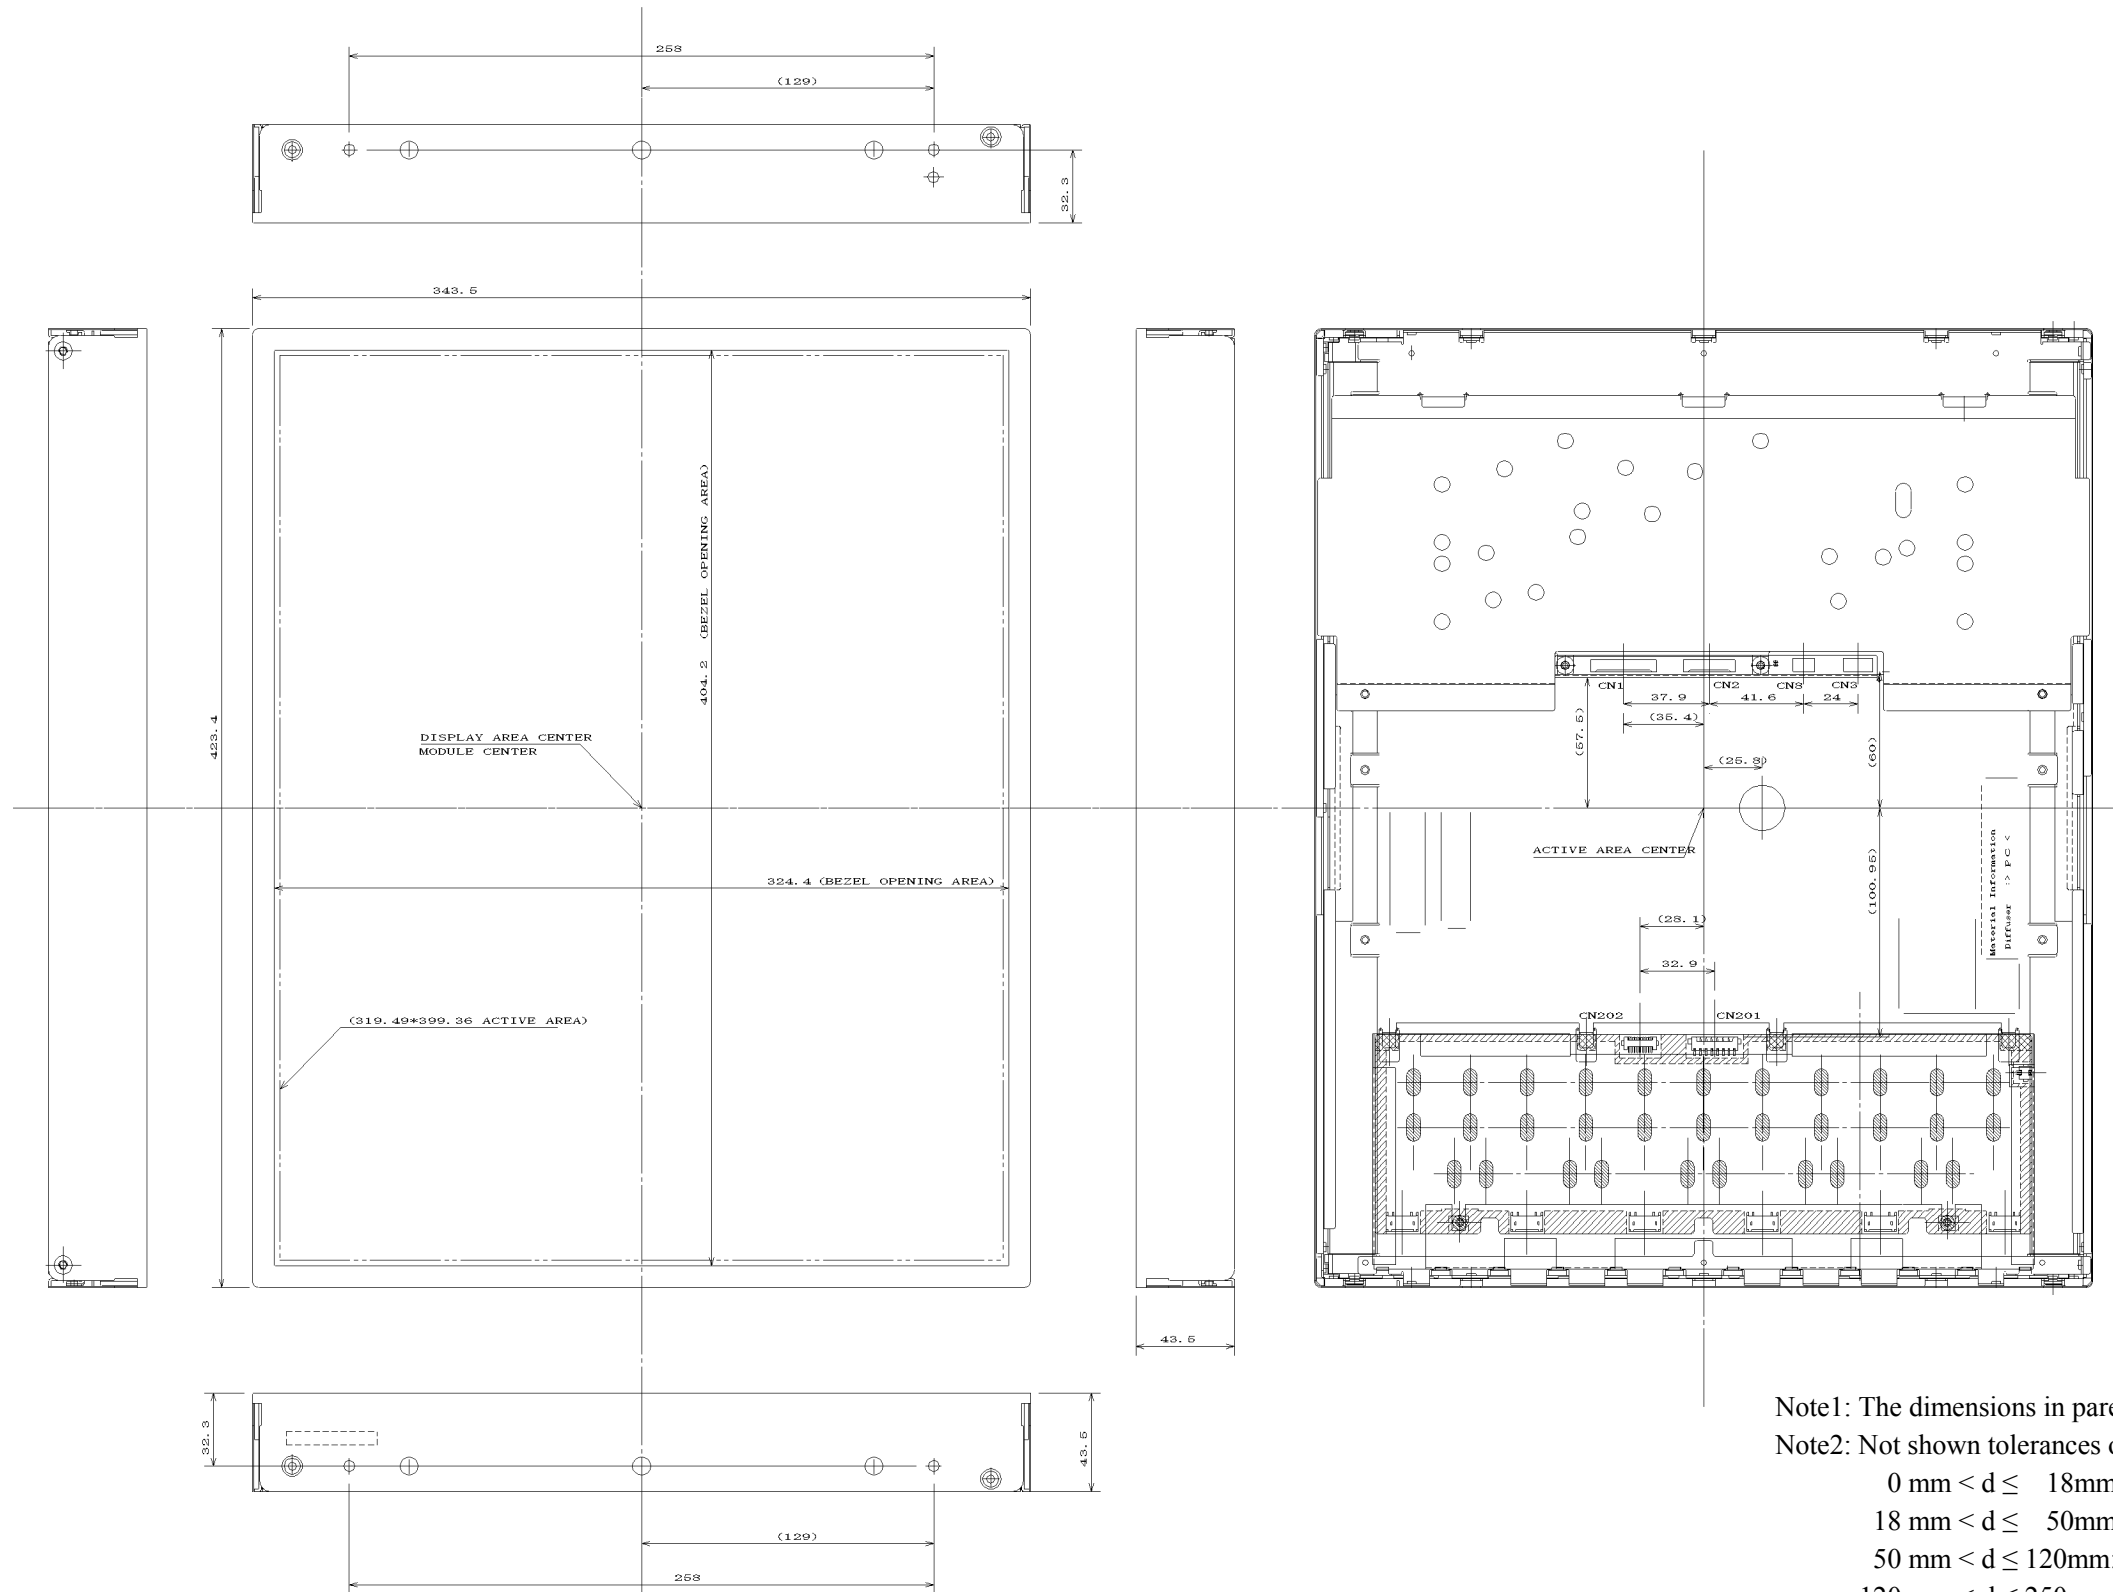 258
(129)
32.3
343.5
423.4
404.2 (BEZEL OPENING AREA)
DISPLAY AREA CENTER
MODULE CENTER
324.4 (BEZEL OPENING AREA)
(319.49*399.36 ACTIVE AREA)
43.5
32.3
43.5
(129)
258
CN1
CN2
CN8
CN3
37.9
41.6
24
(35.4)
(57.5)
(60)
(25.8)
ACTIVE AREA CENTER
(100.95)
Material Information
Diffuser :> PC <
(28.1)
32.9
CN202
CN201
Note1: The dimensions in pare
Note2: Not shown tolerances o
0 mm < d ≤ 18mm
18 mm < d ≤ 50mm
50 mm < d ≤ 120mm